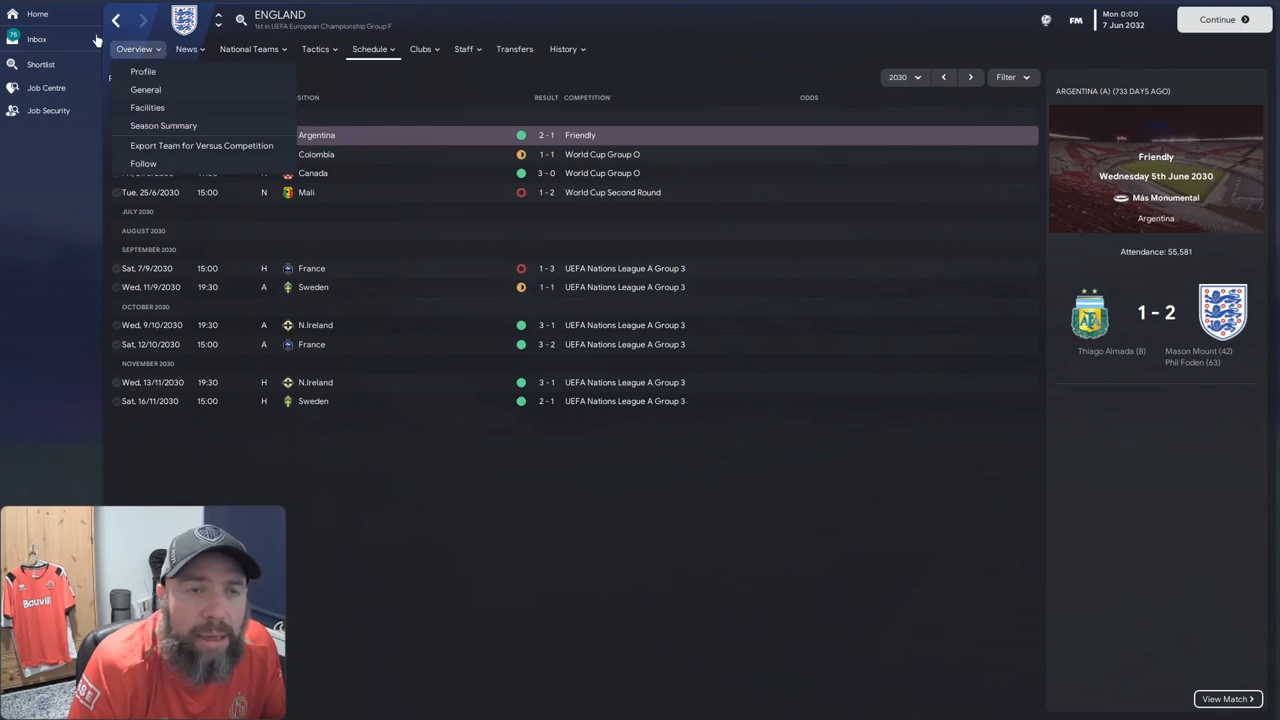 Home
75
Inbox
Shortlist
Job Centre
Job Security
ENGLAND
1st in UEFA European Championship Group F
FM
Mon 0:00
7 Jun 2032
Continue
Overview
News
National Teams
Tactics
Schedule
Clubs
Staff
Transfers
History
Profile
General
Facilities
Season Summary
Export Team for Versus Competition
Follow
2030
Filter
RESULT COMPETITION ODDS
Argentina 2 - 1 Friendly
Colombia 1 - 1 World Cup Group O
Canada 3 - 0 World Cup Group O
Tue, 25/6/2030 15:00 N Mali 1 - 2 World Cup Second Round
JULY 2030
AUGUST 2030
SEPTEMBER 2030
Sat, 7/9/2030 15:00 H France 1 - 3 UEFA Nations League A Group 3
Wed, 11/9/2030 19:30 A Sweden 1 - 1 UEFA Nations League A Group 3
OCTOBER 2030
Wed, 9/10/2030 19:30 A N.Ireland 3 - 1 UEFA Nations League A Group 3
Sat, 12/10/2030 15:00 A France 3 - 2 UEFA Nations League A Group 3
NOVEMBER 2030
Wed, 13/11/2030 19:30 H N.Ireland 3 - 1 UEFA Nations League A Group 3
Sat, 16/11/2030 15:00 H Sweden 2 - 1 UEFA Nations League A Group 3
ARGENTINA (A) (733 DAYS AGO)
Friendly
Wednesday 5th June 2030
Más Monumental
Argentina
Attendance: 55,581
AFA
1 - 2
Thiago Almada (8)
Mason Mount (42)
Phil Foden (63)
View Match
Bouvill